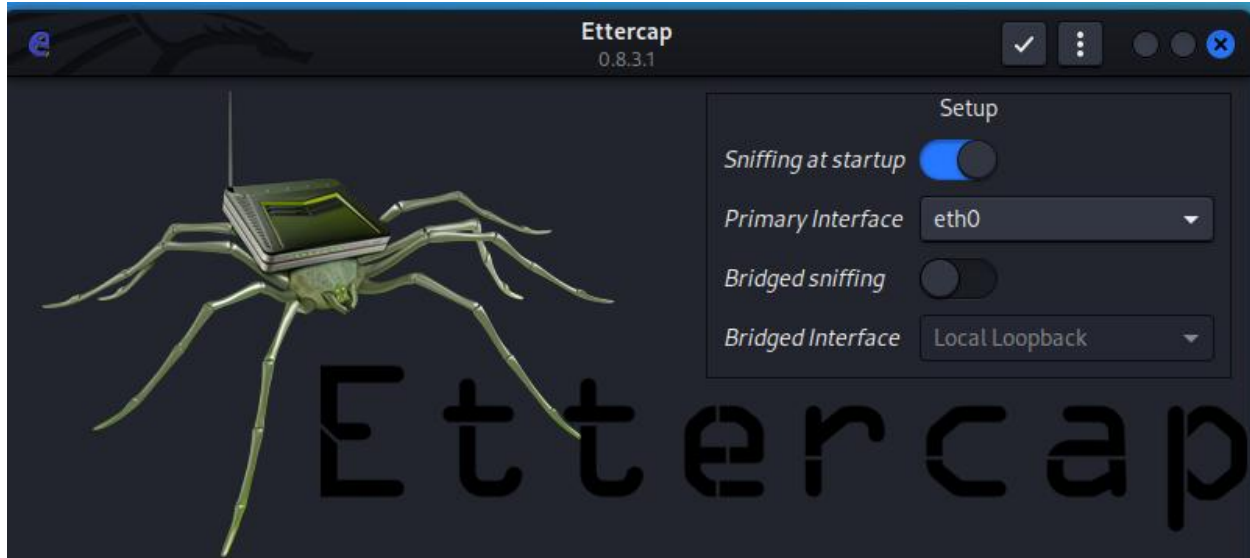 Ettercap
0.8.3.1
Setup
Sniffing at startup
Primary Interface eth0
Bridged sniffing
Bridged Interface Local Loopback
Ettercap